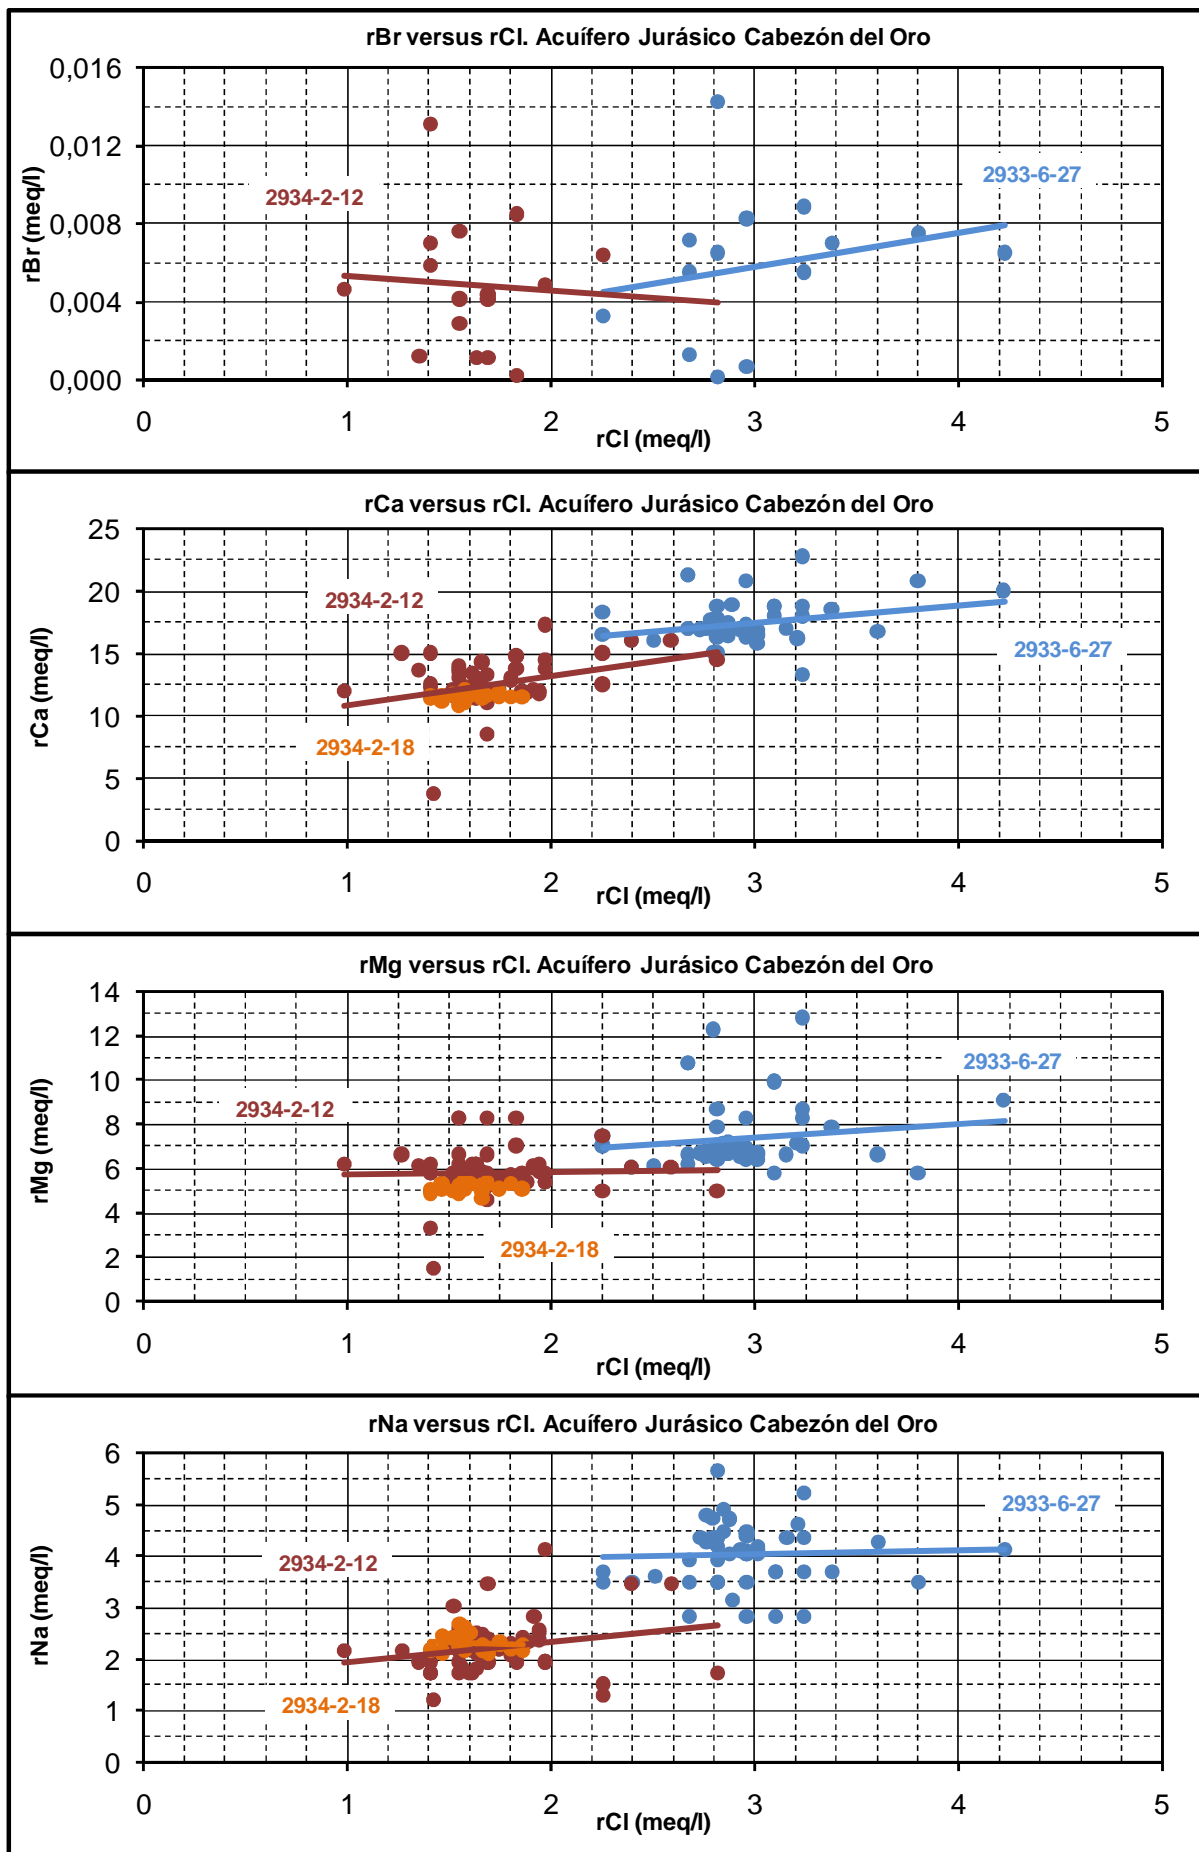 rBr versus rCl. Acuífero Jurásico Cabezón del Oro
0,016
0,012
0,008
0,004
0,000
rBr (meq/l)
2934-2-12
2933-6-27
0 1 2 3 4 5
rCl (meq/l)
rCa versus rCl. Acuífero Jurásico Cabezón del Oro
25
20
15
10
5
0
rCa (meq/l)
2934-2-12
2933-6-27
2934-2-18
0 1 2 3 4 5
rCl (meq/l)
rMg versus rCl. Acuífero Jurásico Cabezón del Oro
14
12
10
8
6
4
2
0
rMg (meq/l)
2933-6-27
2934-2-12
2934-2-18
0 1 2 3 4 5
rCl (meq/l)
rNa versus rCl. Acuífero Jurásico Cabezón del Oro
6
5
4
3
2
1
0
rNa (meq/l)
2933-6-27
2934-2-12
2934-2-18
0 1 2 3 4 5
rCl (meq/l)